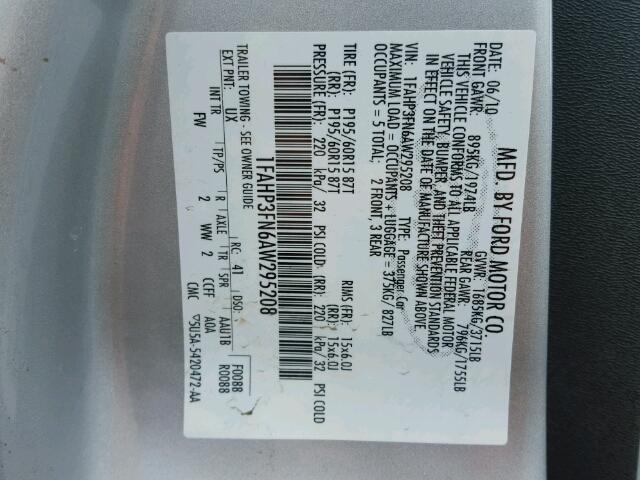 MFD. BY FORD MOTOR CO.
DATE: 06/10 GVWR: 1685KG/3715LB
FRONT GAWR: 895KG/1974LB REAR GAWR: 796KG/1755LB
THIS VEHICLE CONFORMS TO ALL APPLICABLE FEDERAL MOTOR
VEHICLE SAFETY, BUMPER, AND THEFT PREVENTION STANDARDS
IN EFFECT ON THE DATE OF MANUFACTURE SHOWN ABOVE.
VIN: 1FAHP3FN6AW295208 TYPE: Passenger Car
MAXIMUM LOAD = OCCUPANTS + LUGGAGE = 375KG / 827LB
OCCUPANTS = 5 TOTAL: 2 FRONT, 3 REAR
TIRE (FR): P195/60R15 87T RIMS (FR): 15x6.0J
TIRE (RR): P195/60R15 87T RIMS (RR): 15x6.0J
PRESSURE (FR): 220 kPa/ 32 PSI COLD (RR): 220 kPa/ 32 PSI COLD
1FAHP3FN6AW295208
TRAILER TOWING - SEE OWNER GUIDE
EXT PNT: UX RC: 41 DSO: F0088 R0088
INT TR TP/PS R AXLE TR SPR AAU1B
FW 2 WW 2 CCFF A0A
CMC 5U5A-5420472-AA